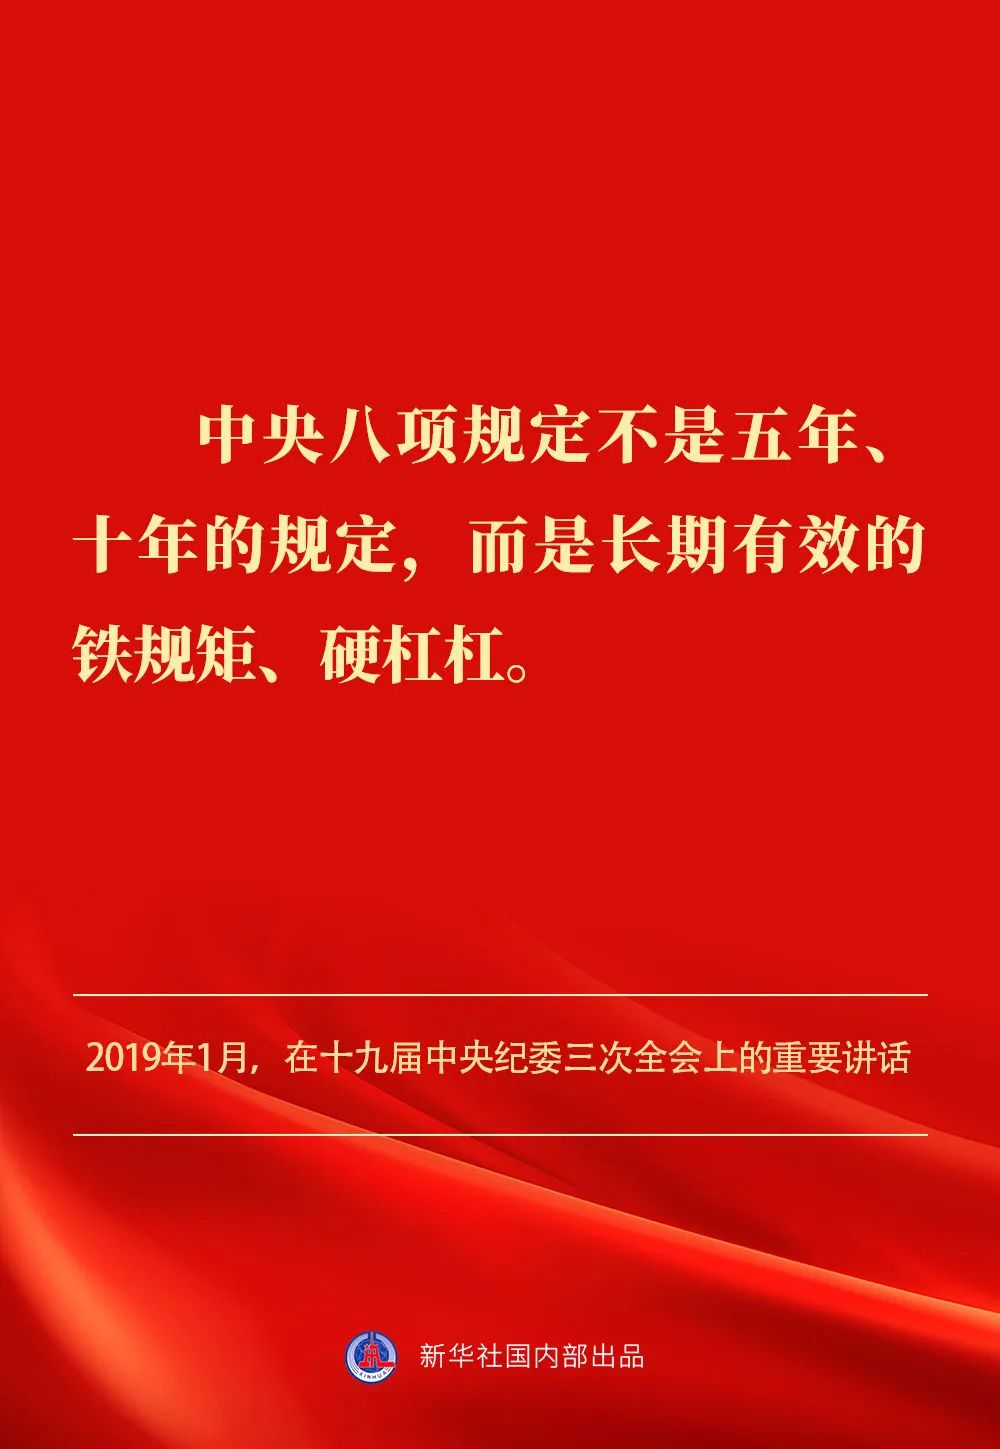 中央八项规定不是五年、
十年的规定，而是长期有效的
铁规矩、硬杠杠。
2019年1月，在十九届中央纪委三次全会上的重要讲话
XINHUA
新华社国内部出品